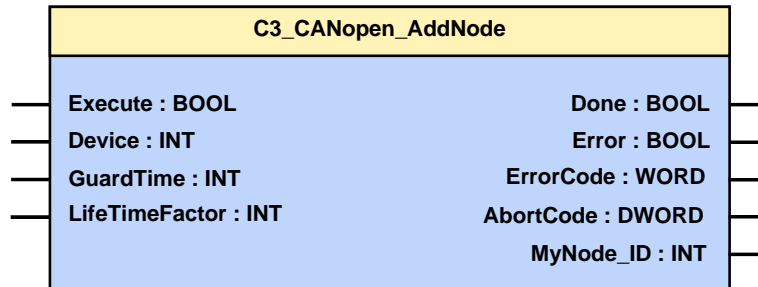 C3_CANopen_AddNode
Execute : BOOL
Done : BOOL
Device : INT
Error : BOOL
GuardTime : INT
ErrorCode : WORD
LifeTimeFactor : INT
AbortCode : DWORD
MyNode_ID : INT